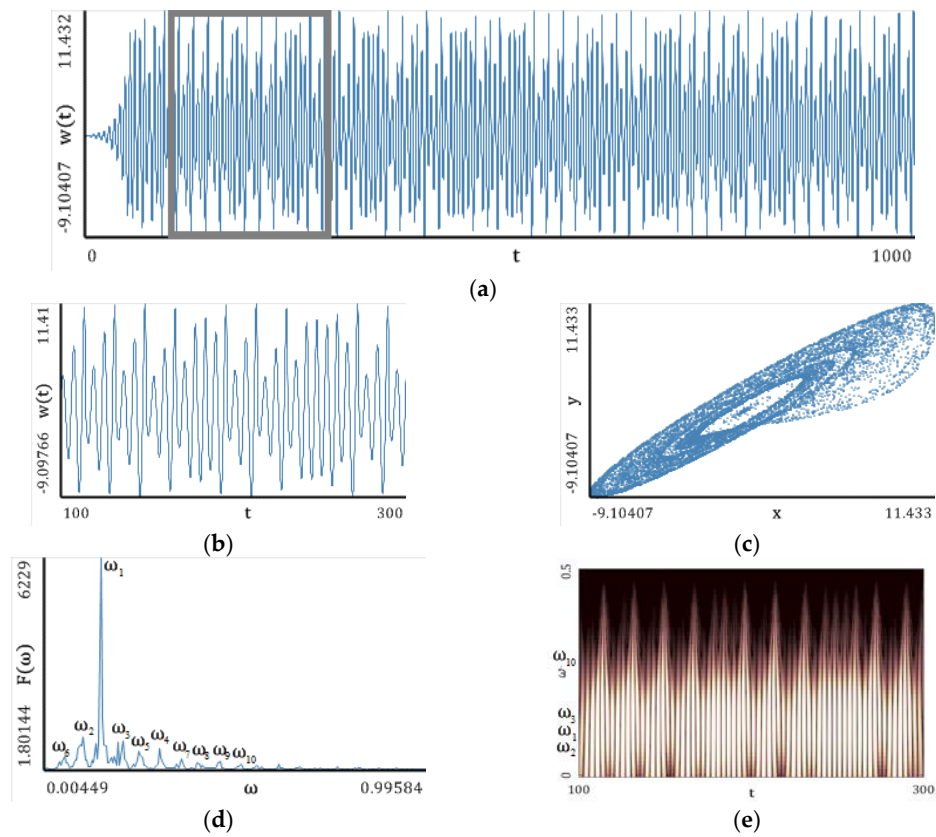 11.432
w(t)
-9.10407
0
t
1000
(a)
11.41
w(t)
-9.09766
100
t
300
(b)
11.433
y
-9.10407
-9.10407
x
11.433
(c)
6229
F(ω)
1.80144
ω₁
ω₂
ω₃
ω₆
ω₅
ω₄
ω₇
ω₈
ω₉
ω₁₀
0.00449
ω
0.99584
(d)
0.5
ω₁₀
ω
ω₃
ω₁
ω₂
0
100
t
300
(e)